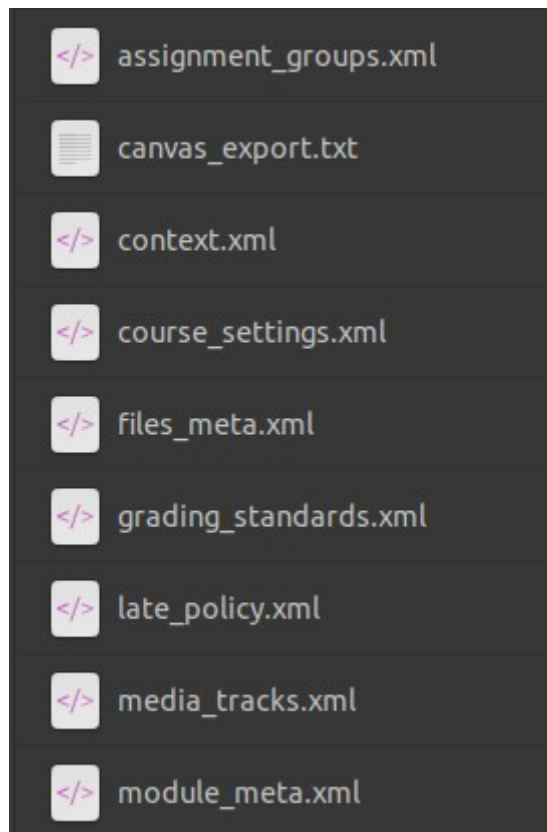 assignment_groups.xml
canvas_export.txt
context.xml
course_settings.xml
files_meta.xml
grading_standards.xml
late_policy.xml
media_tracks.xml
module_meta.xml